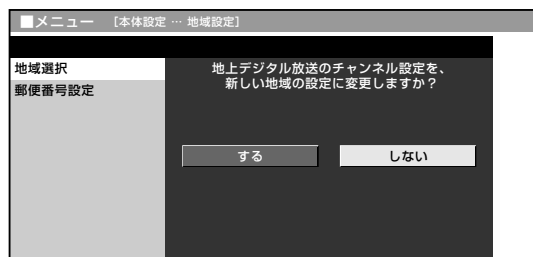 ■メニュー [本体設定 … 地域設定]
地域選択
郵便番号設定
地上デジタル放送のチャンネル設定を、
新しい地域の設定に変更しますか？
する
しない